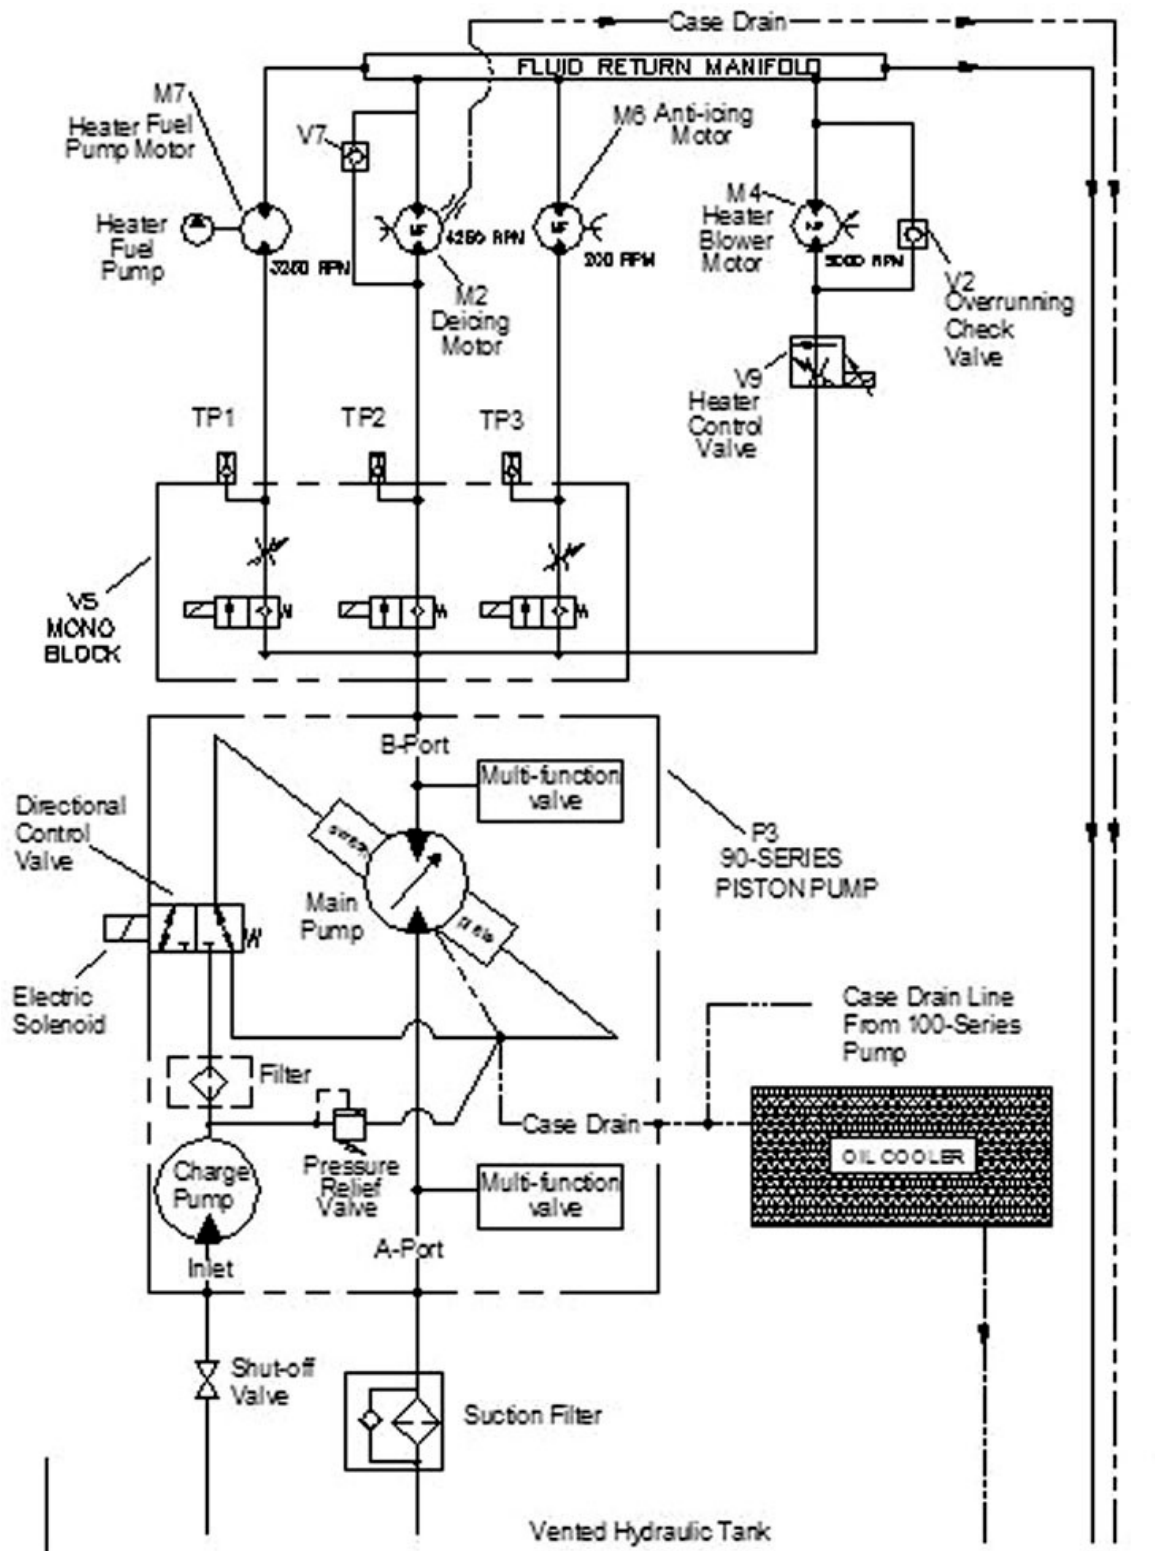 Case Drain
FLUID RETURN MANIFOLD
M7
Heater Fuel
Pump Motor
V7
M6 Anti-icing
Motor
M4
Heater
Blower
Motor
Heater
Fuel
Pump
3250 RPM
4250 RPM
200 RPM
M2
Deicing
Motor
V2
Overrunning
Check
Valve
V9
Heater
Control
Valve
TP1
TP2
TP3
V5
MONO
BLOCK
B-Port
Multi-function
valve
Directional
Control
Valve
P3
90-SERIES
PISTON PUMP
Main
Pump
Electric
Solenoid
Case Drain Line
From 100-Series
Pump
Filter
Case Drain
OIL COOLER
Charge
Pump
Pressure
Relief
Valve
Multi-function
valve
A-Port
Inlet
Shut-off
Valve
Suction Filter
Vented Hydraulic Tank